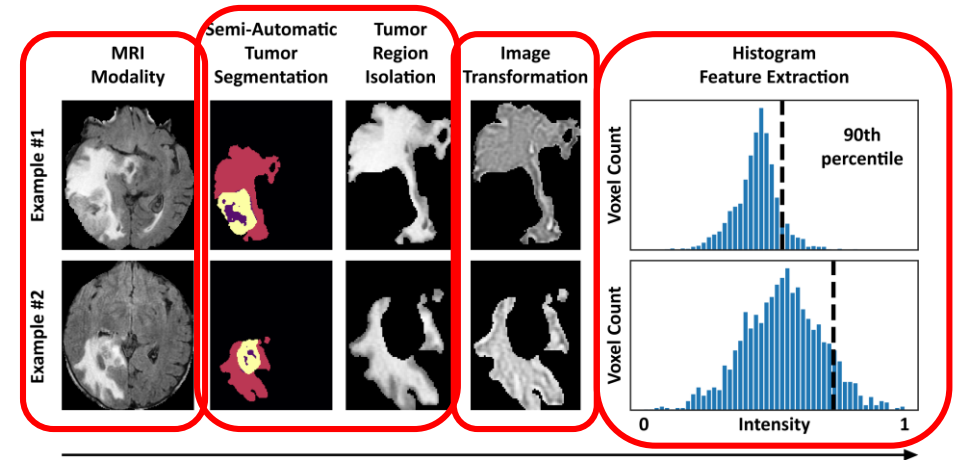 MRI
Modality
Semi-Automatic
Tumor
Segmentation
Tumor
Region
Isolation
Image
Transformation
Histogram
Feature Extraction
Example #1
Voxel Count
90th
percentile
Example #2
Voxel Count
0
Intensity
1